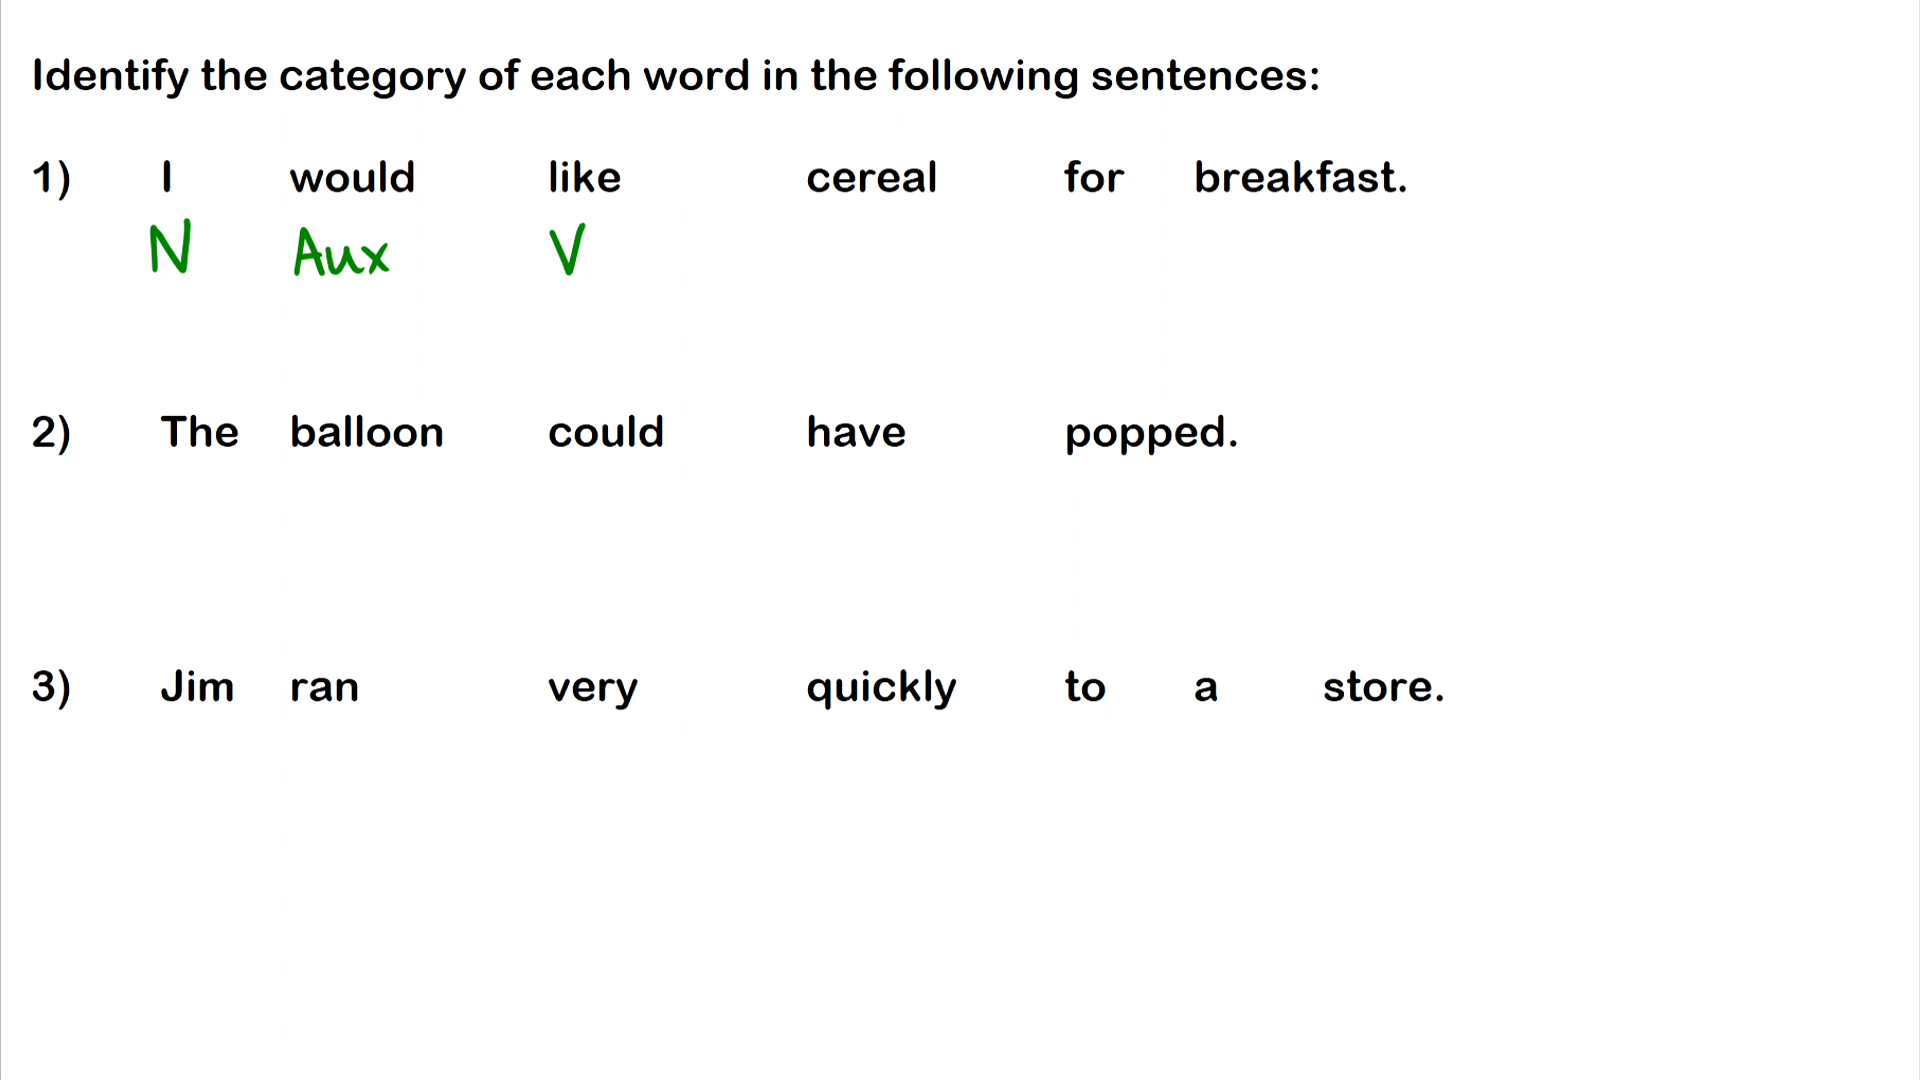 Identify the category of each word in the following sentences:
1) I would like cereal for breakfast.
N Aux V
2) The balloon could have popped.
3) Jim ran very quickly to a store.